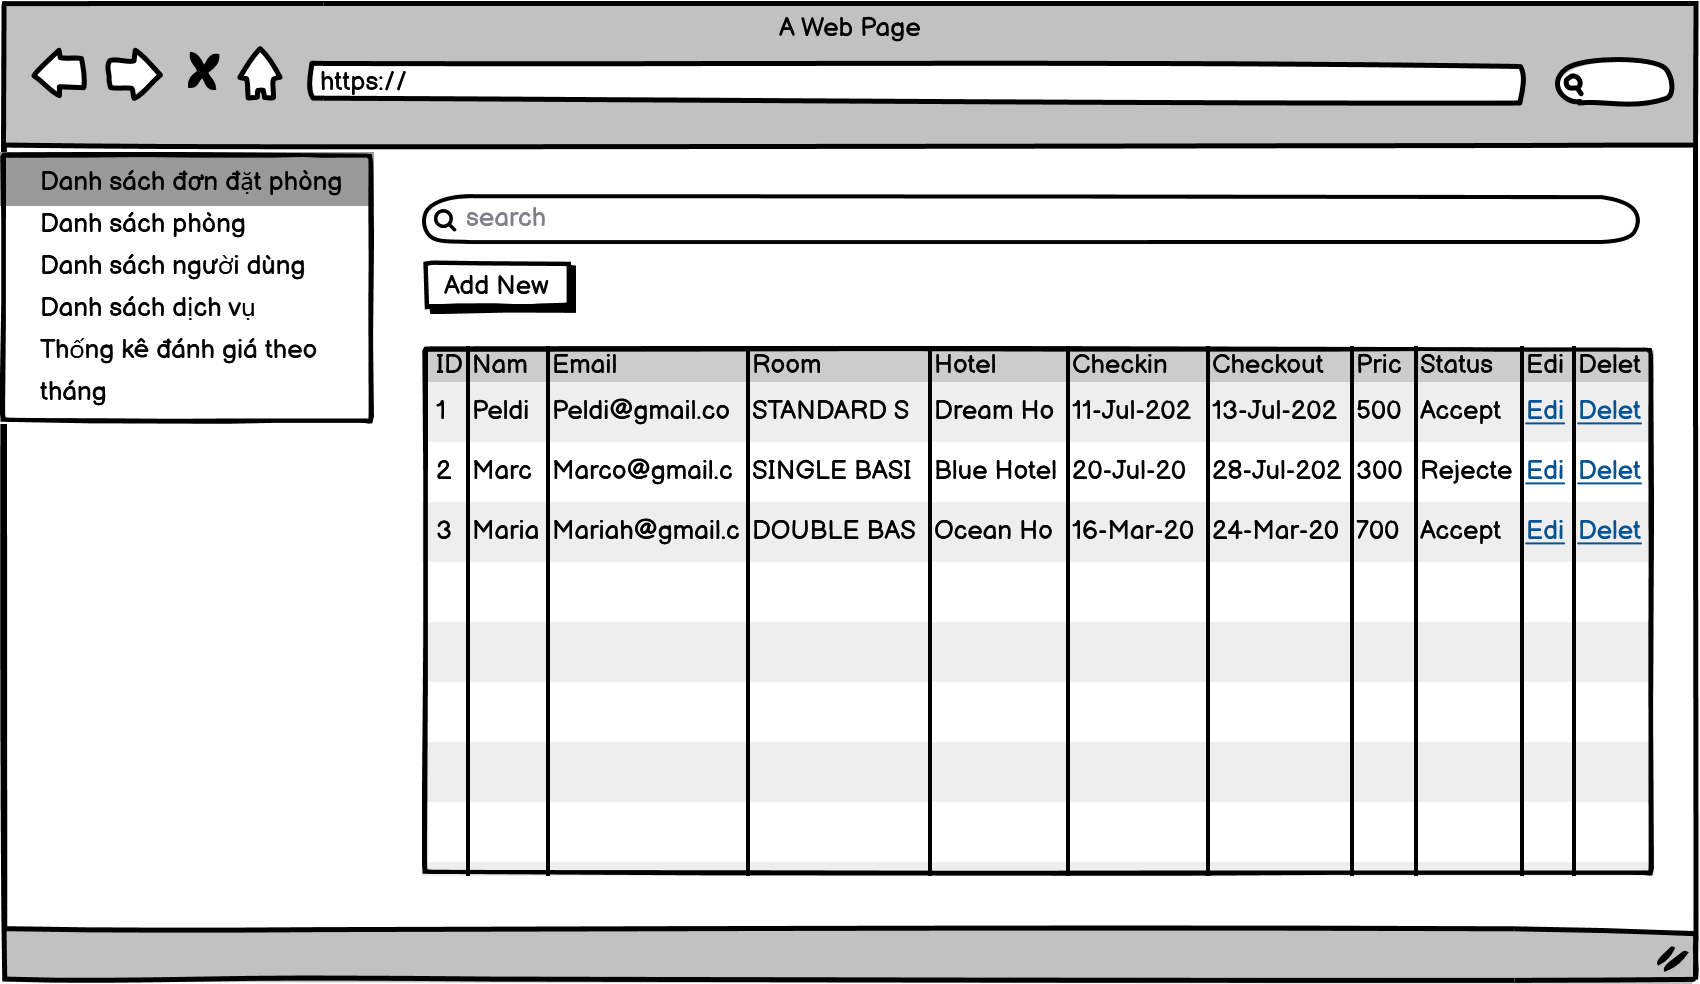 A Web Page
https://
Danh sách đơn đặt phòng
Danh sách phòng
Danh sách người dùng
Danh sách dịch vụ
Thống kê đánh giá theo
tháng
search
Add New
ID Nam Email Room Hotel Checkin Checkout Pric Status Edi Delet
1 Peldi Peldi@gmail.co STANDARD S Dream Ho 11-Jul-202 13-Jul-202 500 Accept Edi Delet
2 Marc Marco@gmail.c SINGLE BASI Blue Hotel 20-Jul-20 28-Jul-202 300 Rejecte Edi Delet
3 Maria Mariah@gmail.c DOUBLE BAS Ocean Ho 16-Mar-20 24-Mar-20 700 Accept Edi Delet